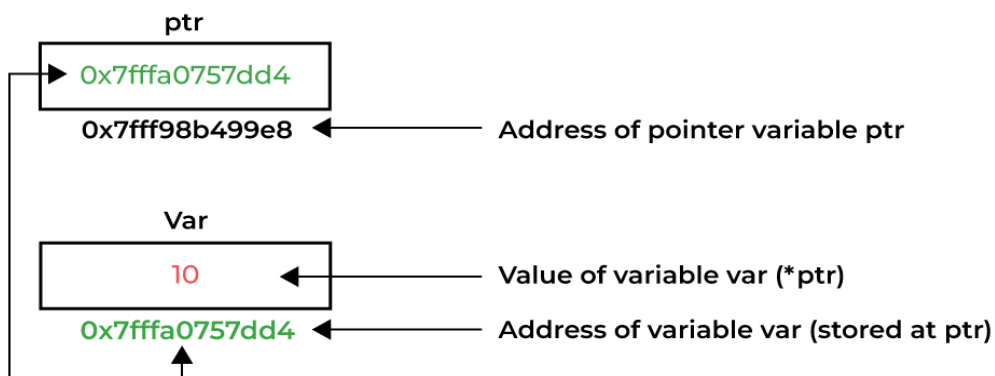 ptr
0x7fffa0757dd4
0x7fff98b499e8 Address of pointer variable ptr
Var
10 Value of variable var (*ptr)
0x7fffa0757dd4 Address of variable var (stored at ptr)